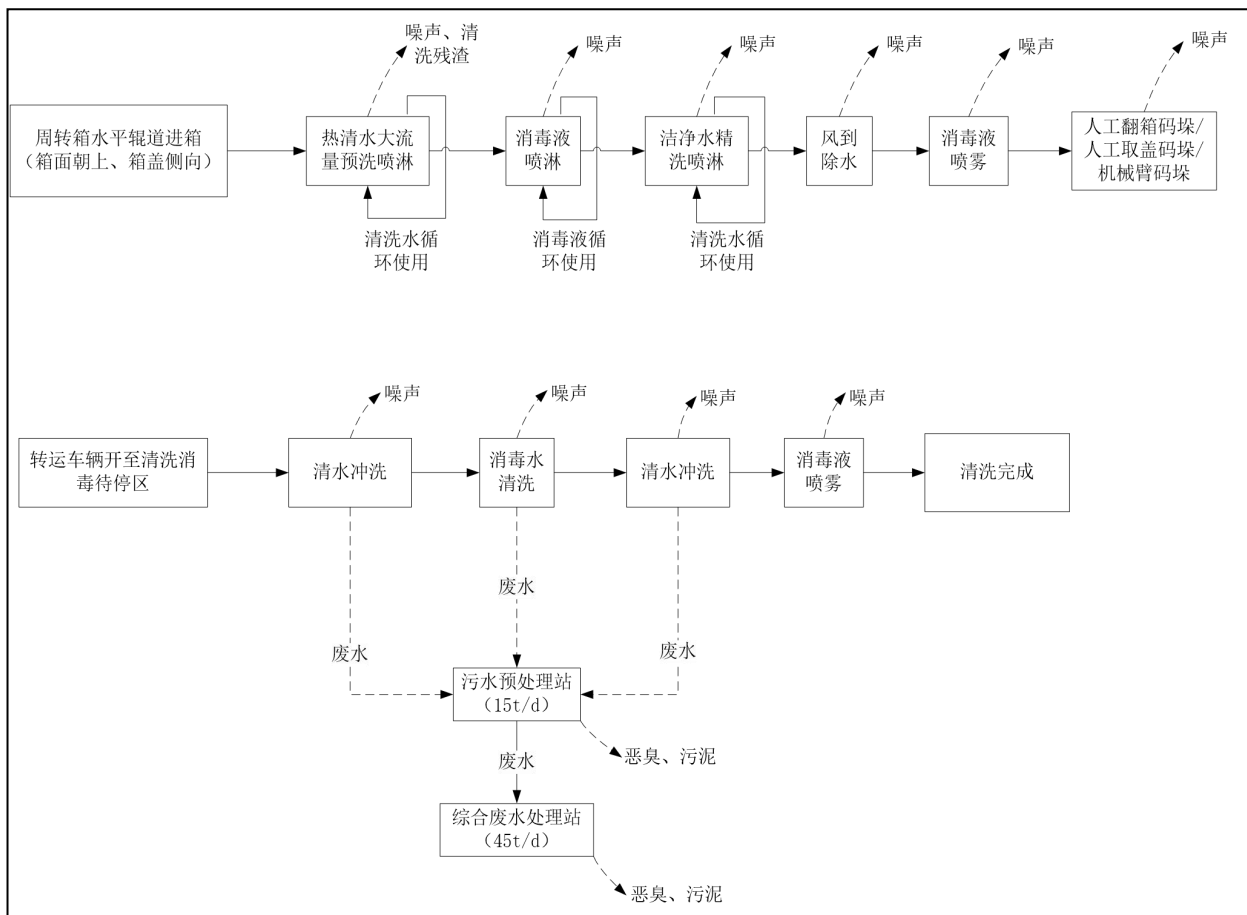 噪声、清
洗残渣
噪声
噪声
噪声
噪声
噪声
周转箱水平辊道进箱
（箱面朝上、箱盖侧向）
热清水大流
量预洗喷淋
消毒液
喷淋
洁净水精
洗喷淋
风到
除水
消毒液
喷雾
人工翻箱码垛/
人工取盖码垛/
机械臂码垛
清洗水循
环使用
消毒液循
环使用
清洗水循
环使用
噪声
噪声
噪声
噪声
转运车辆开至清洗消
毒待停区
清水冲洗
消毒水
清洗
清水冲洗
消毒液
喷雾
清洗完成
废水
废水
废水
污水预处理站
（15t/d）
恶臭、污泥
废水
综合废水处理站
（45t/d）
恶臭、污泥